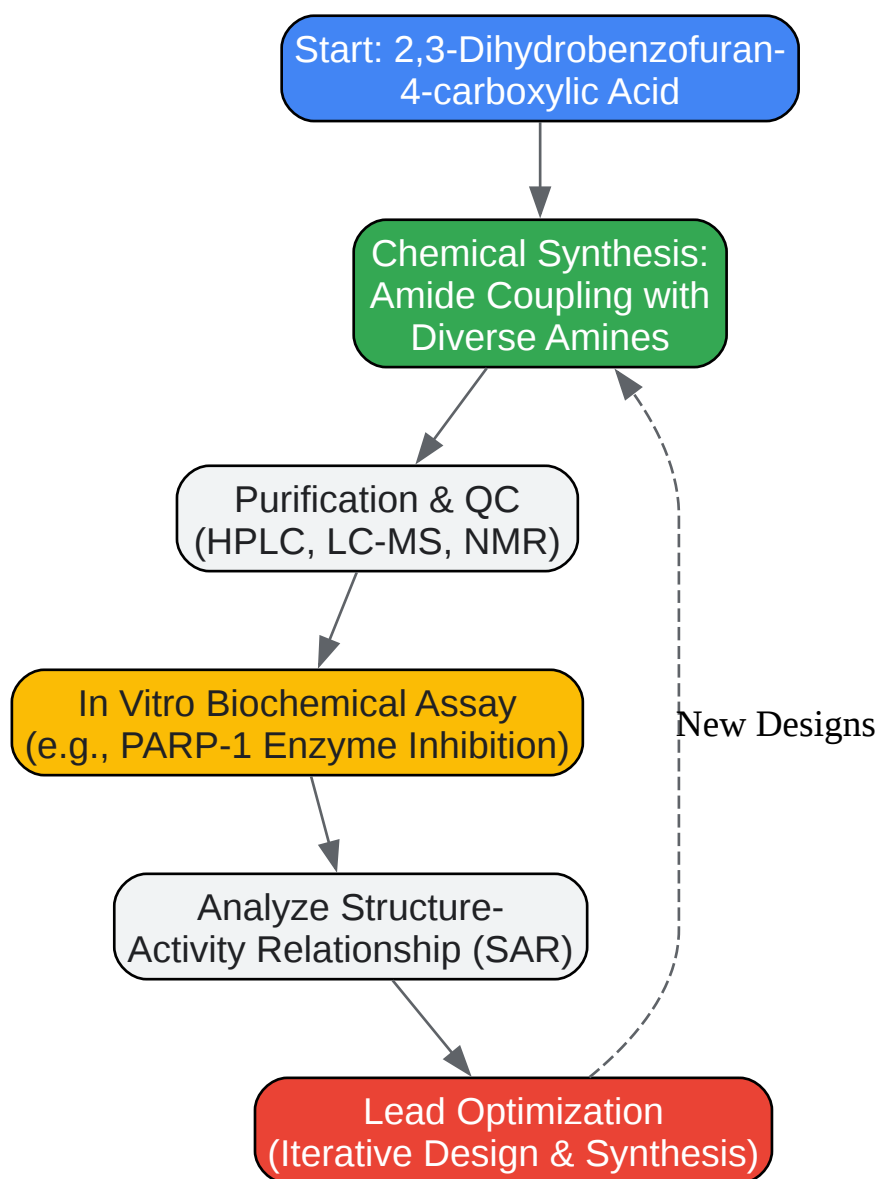 Start: 2,3-Dihydrobenzofuran-
4-carboxylic Acid
Chemical Synthesis:
Amide Coupling with
Diverse Amines
Purification & QC
(HPLC, LC-MS, NMR)
In Vitro Biochemical Assay
(e.g., PARP-1 Enzyme Inhibition)
New Designs
Analyze Structure-
Activity Relationship (SAR)
Lead Optimization
(Iterative Design & Synthesis)